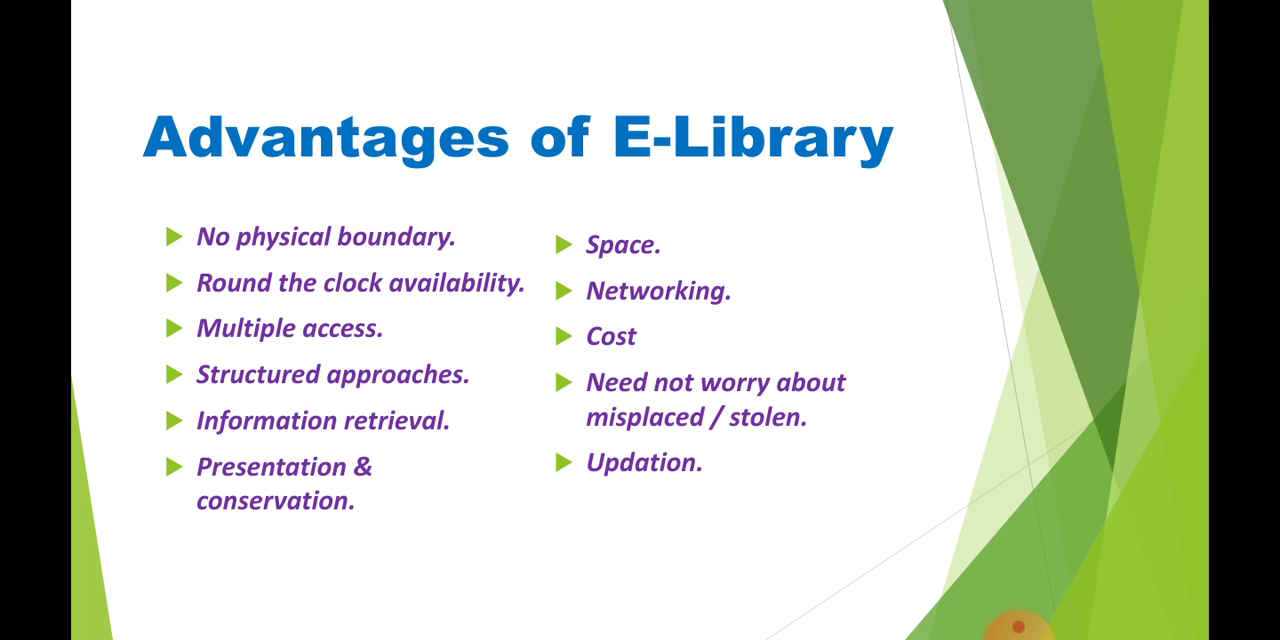 Advantages of E-Library
No physical boundary.
Round the clock availability.
Multiple access.
Structured approaches.
Information retrieval.
Presentation &
conservation.
Space.
Networking.
Cost
Need not worry about
misplaced / stolen.
Updation.